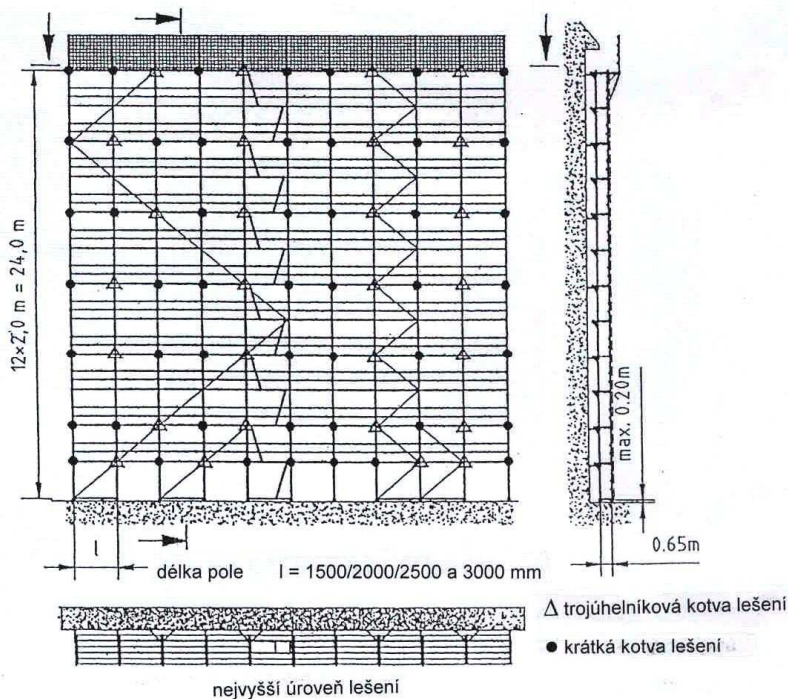 12×2,0 m = 24,0 m
max. 0.20m
0.65m
l
délka pole l = 1500/2000/2500 a 3000 mm
△ trojúhelníková kotva lešení
● krátká kotva lešení
nejvyšší úroveň lešení